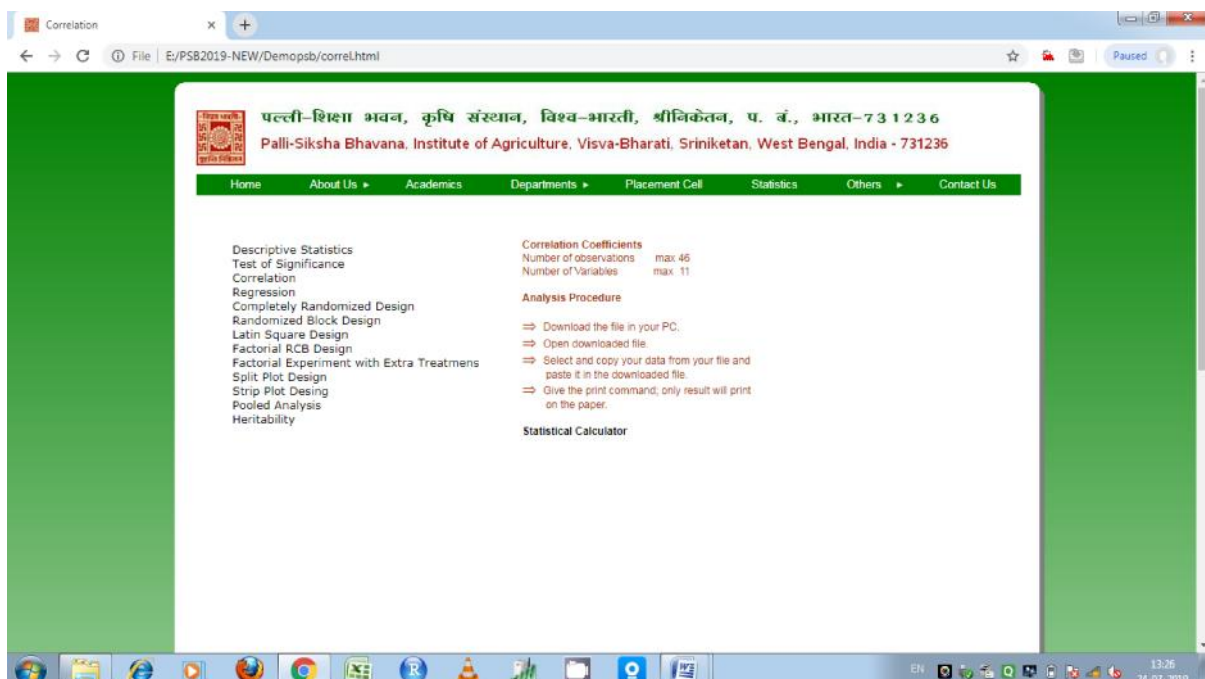 Correlation
File | E:/PSB2019-NEW/Demopsb/correl.html
Paused
पल्ली-शिक्षा भवन, कृषि संस्थान, विश्व-भारती, श्रीनिकेतन, प. बं., भारत-731236
Palli-Siksha Bhavana, Institute of Agriculture, Visva-Bharati, Sriniketan, West Bengal, India - 731236
Home About Us Academics Departments Placement Cell Statistics Others Contact Us
Descriptive Statistics
Test of Significance
Correlation
Regression
Completely Randomized Design
Randomized Block Design
Latin Square Design
Factorial RCB Design
Factorial Experiment with Extra Treatmens
Split Plot Design
Strip Plot Desing
Pooled Analysis
Heritability
Correlation Coefficients
Number of observations max 46
Number of Variables max 11
Analysis Procedure
⇒ Download the file in your PC.
⇒ Open downloaded file.
⇒ Select and copy your data from your file and
paste it in the downloaded file.
⇒ Give the print command; only result will print
on the paper.
Statistical Calculator
EN
13:26